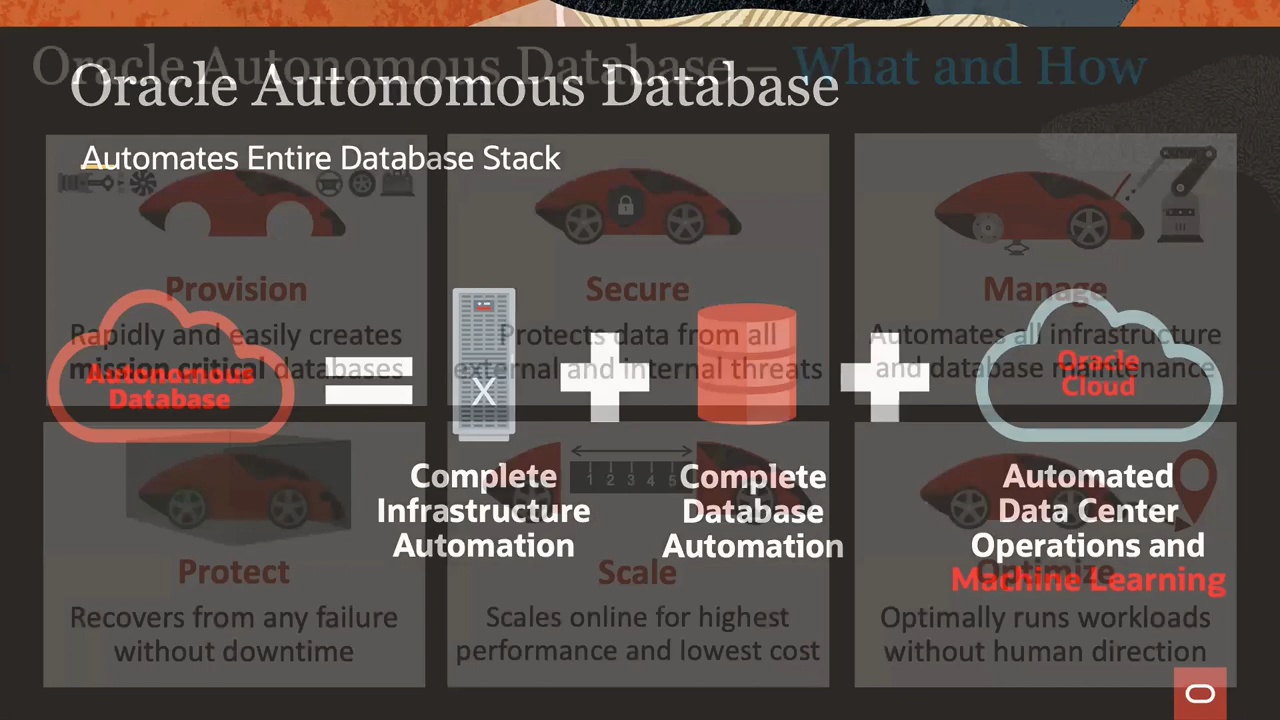 Oracle Autonomous Database – What and How
Oracle Autonomous Database
Automates Entire Database Stack
Provision
Rapidly and easily creates
mission critical databases
Secure
Protects data from all
external and internal threats
Manage
Automates all infrastructure
and database maintenance
Autonomous
Database
=
X
+
+
Oracle
Cloud
Complete
Infrastructure
Automation
Complete
Database
Automation
Automated
Data Center
Operations and
Machine Learning
1 2 3 4 5
Protect
Recovers from any failure
without downtime
Scale
Scales online for highest
performance and lowest cost
Optimize
Optimally runs workloads
without human direction